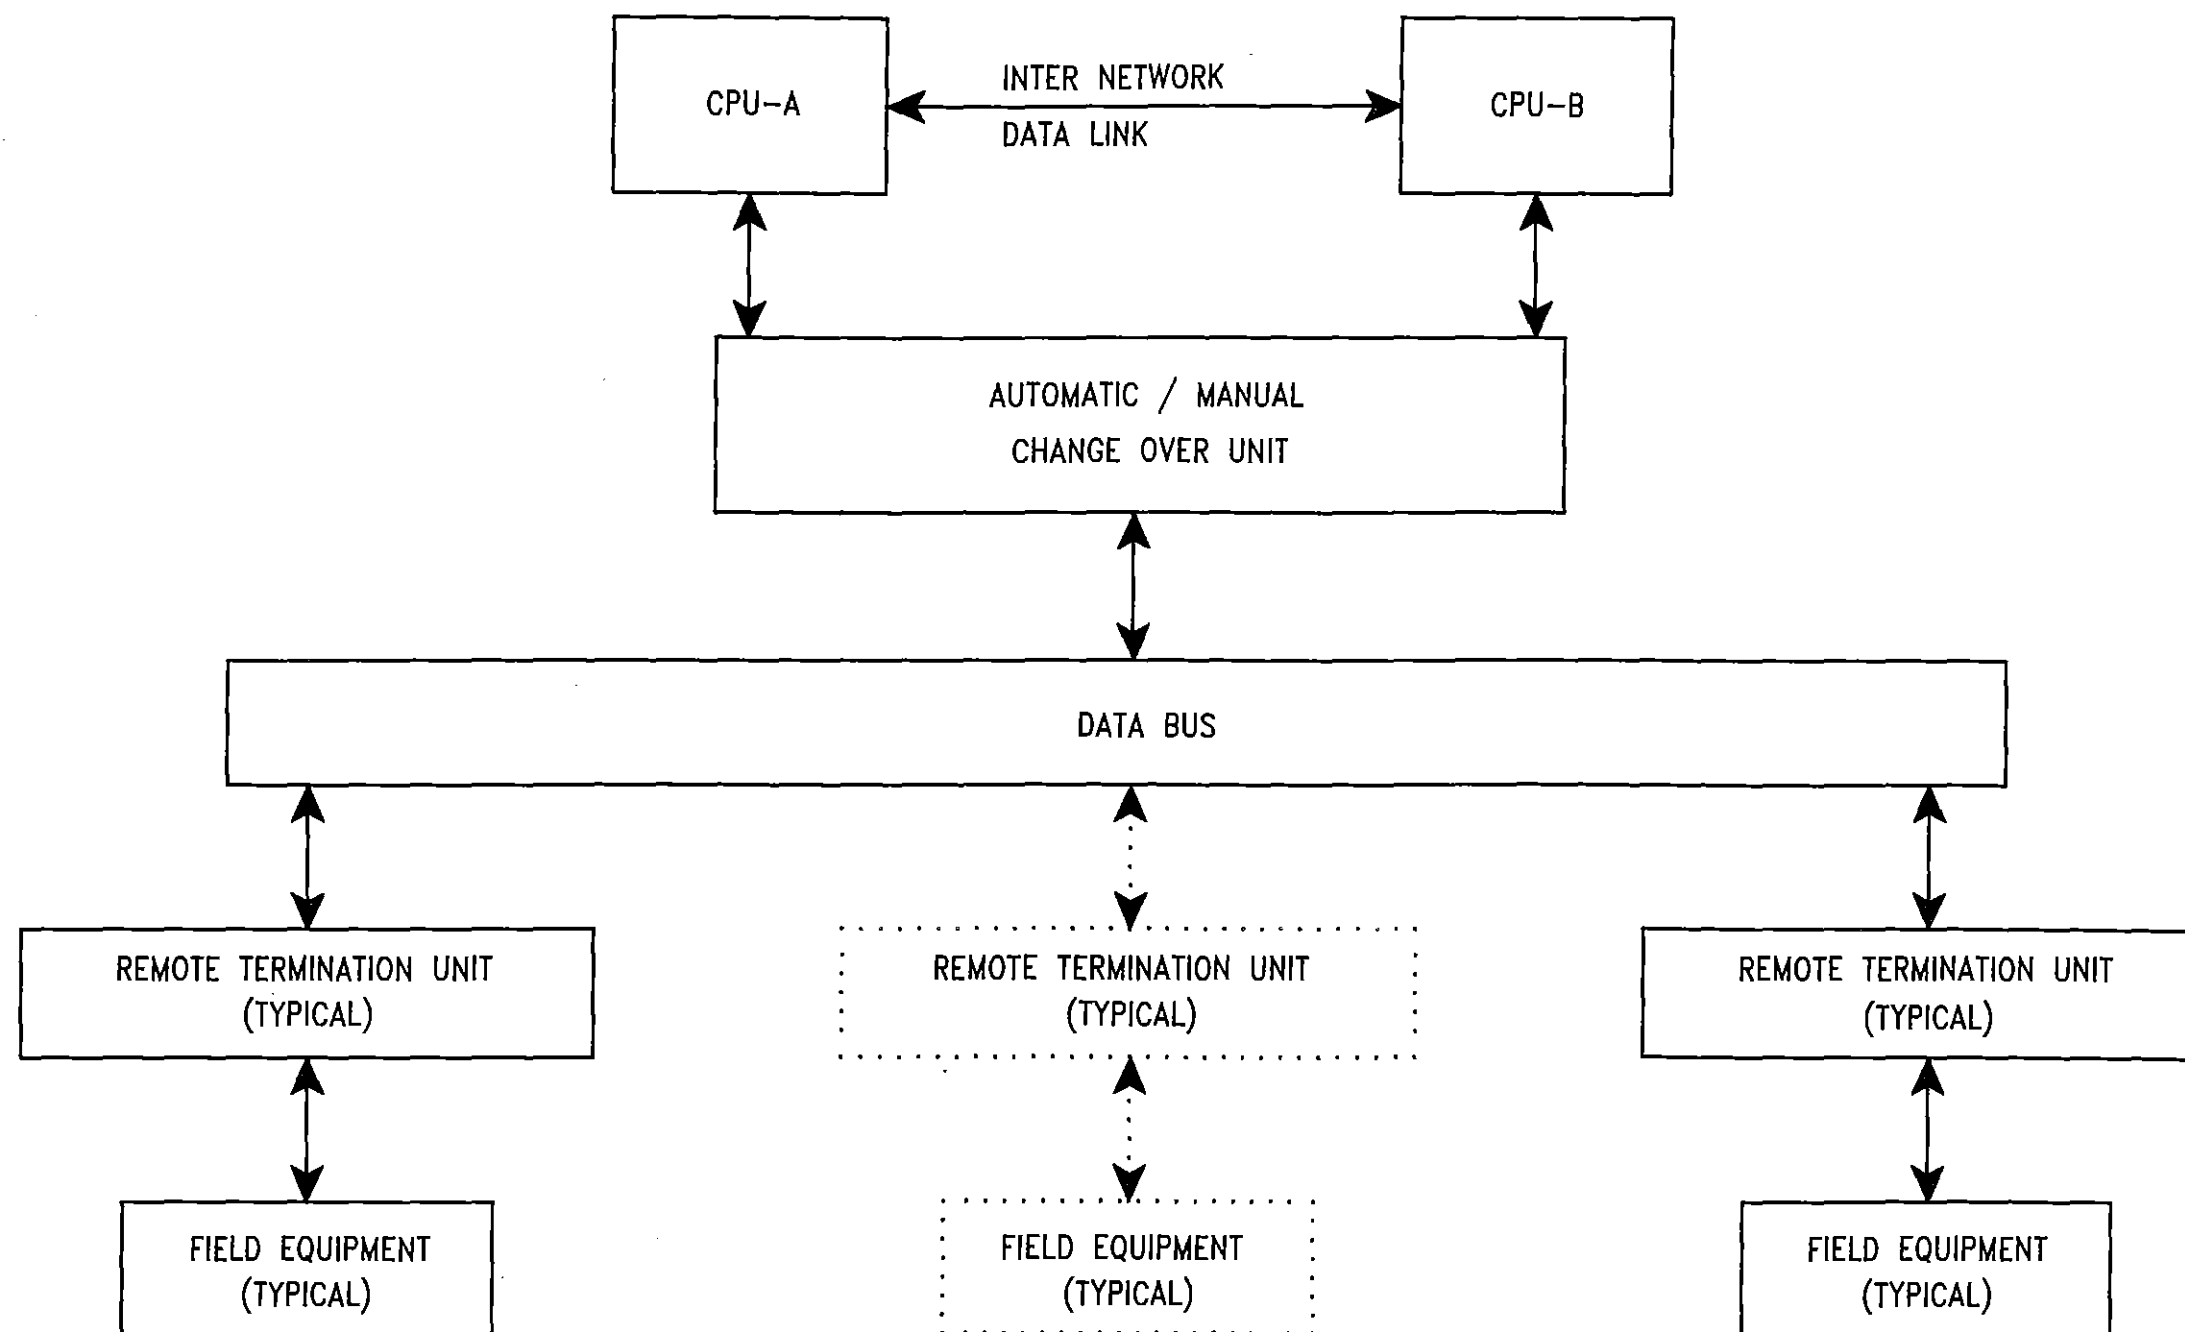 CPU-A
INTER NETWORK
DATA LINK
CPU-B
AUTOMATIC / MANUAL
CHANGE OVER UNIT
DATA BUS
REMOTE TERMINATION UNIT
(TYPICAL)
REMOTE TERMINATION UNIT
(TYPICAL)
REMOTE TERMINATION UNIT
(TYPICAL)
FIELD EQUIPMENT
(TYPICAL)
FIELD EQUIPMENT
(TYPICAL)
FIELD EQUIPMENT
(TYPICAL)